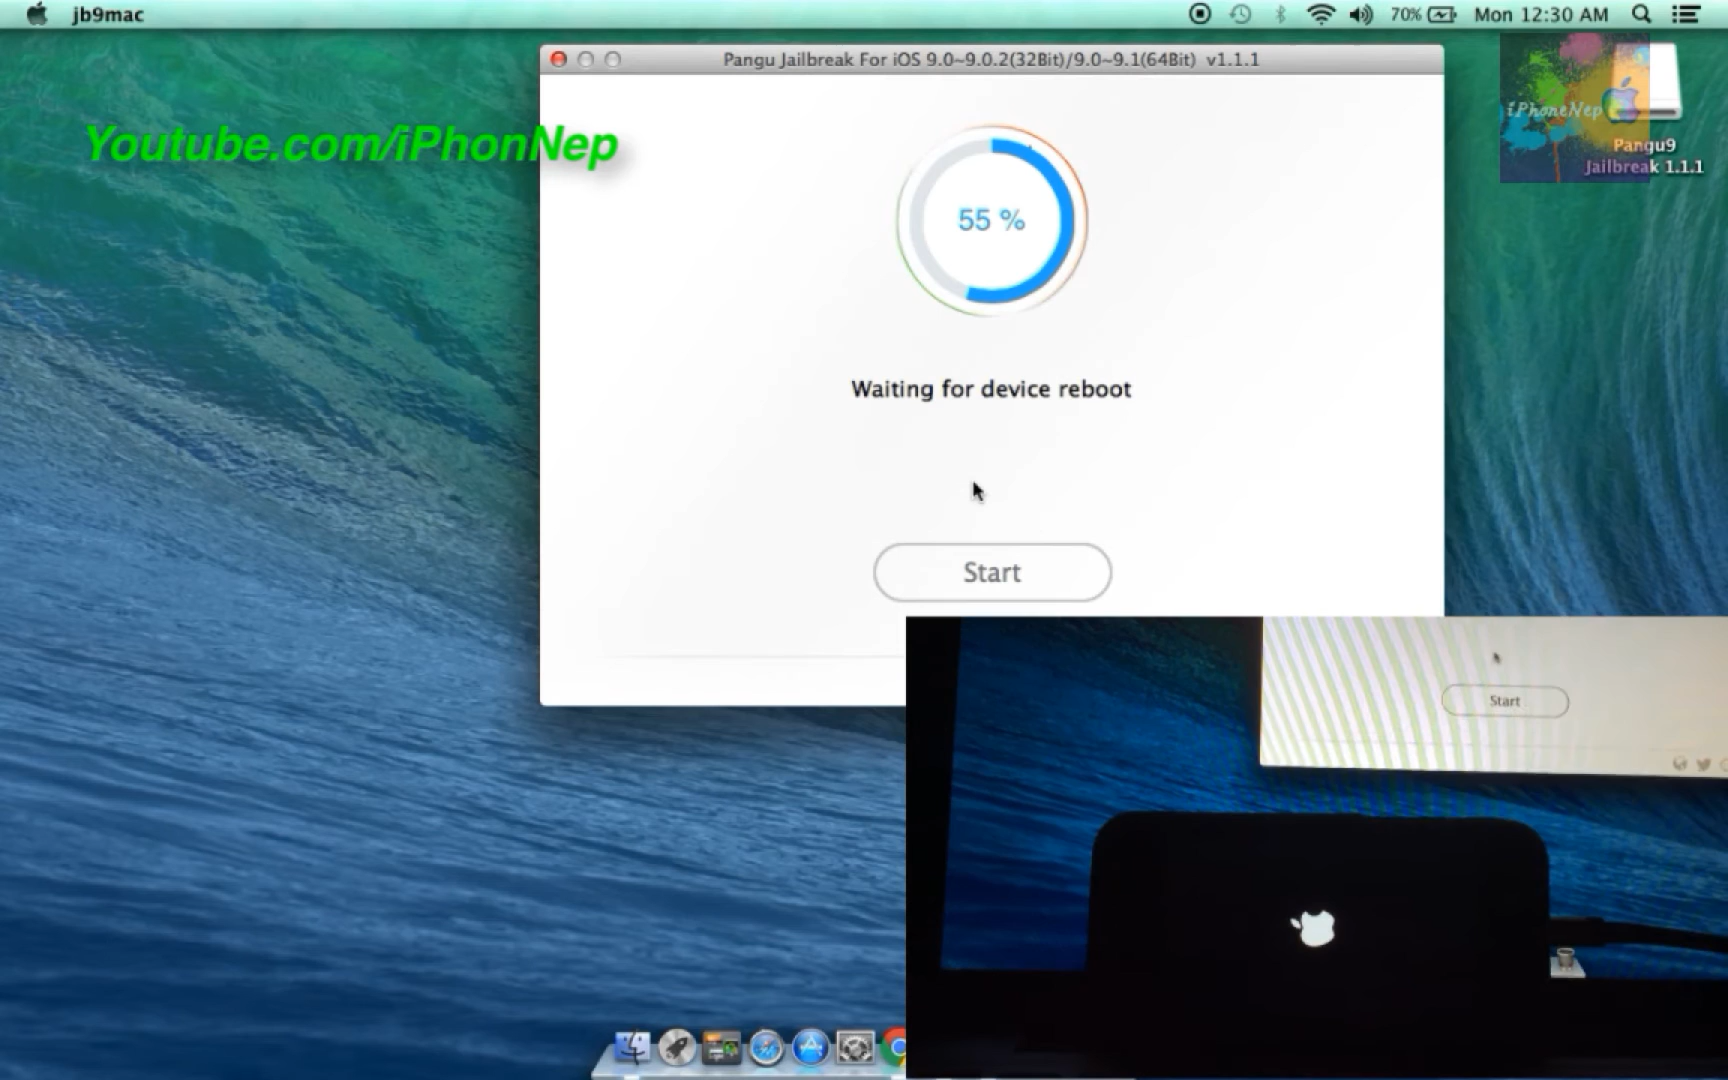 jb9mac
70%
Mon 12:30 AM
Pangu Jailbreak For iOS 9.0~9.0.2(32Bit)/9.0~9.1(64Bit) v1.1.1
Youtube.com/iPhonNep
iPhoneNep
Pangu9
Jailbreak 1.1.1
55 %
Waiting for device reboot
Start
Start